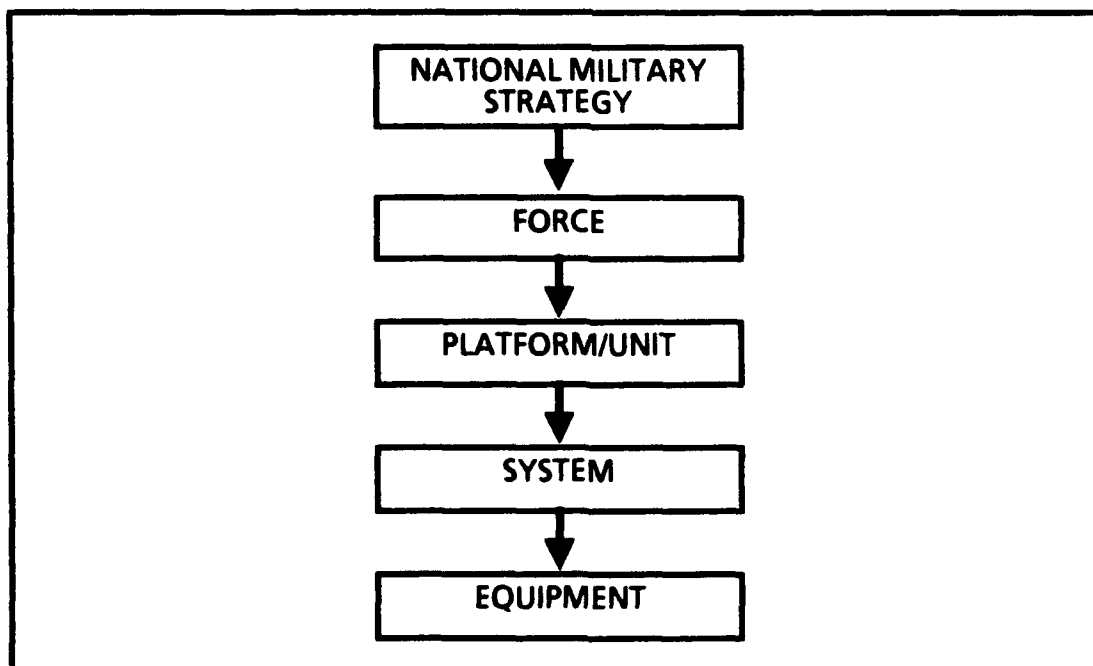 NATIONAL MILITARY
STRATEGY
FORCE
PLATFORM/UNIT
SYSTEM
EQUIPMENT